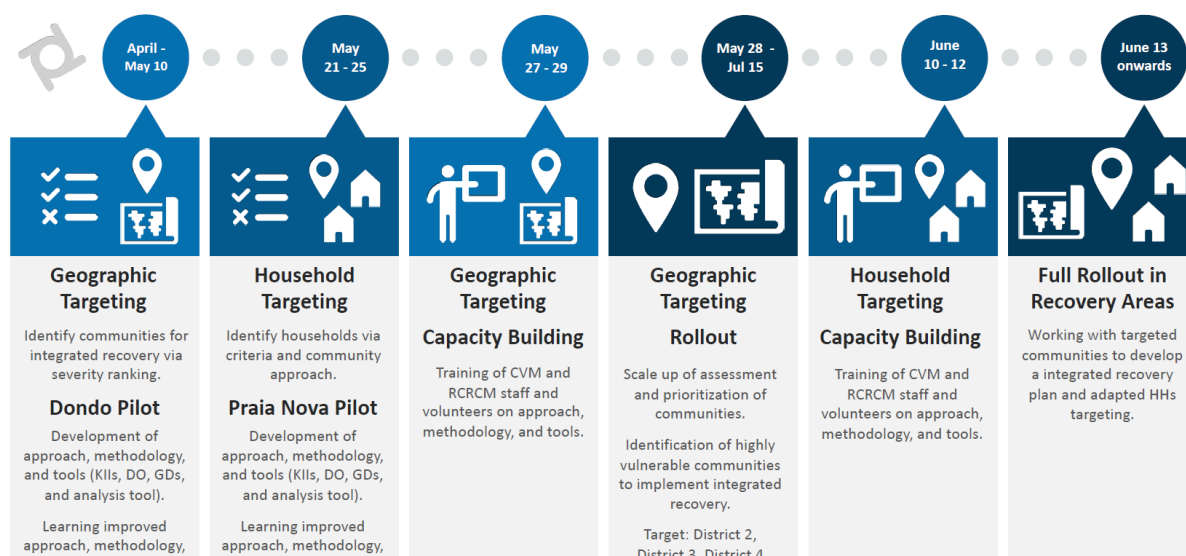 April -
May 10
May
21 - 25
May
27 - 29
May 28 -
Jul 15
June
10 - 12
June 13
onwards
Geographic
Targeting
Identify communities for
integrated recovery via
severity ranking.
Dondo Pilot
Development of
approach, methodology,
and tools (KIIs, DO, GDs,
and analysis tool).
Learning improved
approach, methodology,
Household
Targeting
Identify households via
criteria and community
approach.
Praia Nova Pilot
Development of
approach, methodology,
and tools (KIIs, DO, GDs,
and analysis tool).
Learning improved
approach, methodology,
Geographic
Targeting
Capacity Building
Training of CVM and
RCRCM staff and
volunteers on approach,
methodology, and tools.
Geographic
Targeting
Rollout
Scale up of assessment
and prioritization of
communities.
Identification of highly
vulnerable communities
to implement integrated
recovery.
Target: District 2,
District 3, District 4
Household
Targeting
Capacity Building
Training of CVM and
RCRCM staff and
volunteers on approach,
methodology, and tools.
Full Rollout in
Recovery Areas
Working with targeted
communities to develop
a integrated recovery
plan and adapted HHs
targeting.